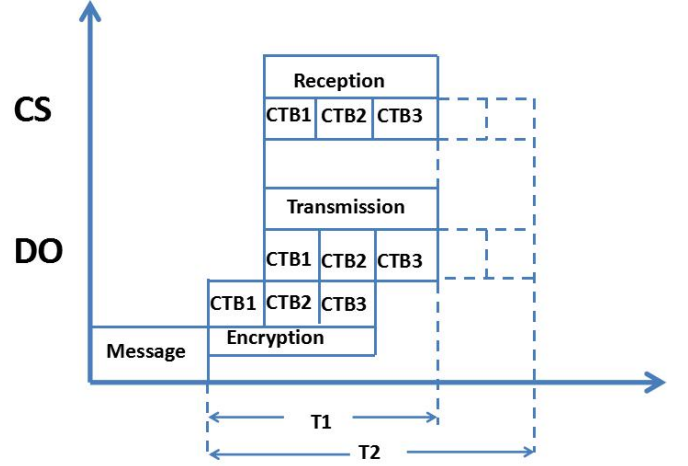 Reception
CS
CTB1 CTB2 CTB3
Transmission
DO
CTB1 CTB2 CTB3
CTB1 CTB2 CTB3
Encryption
Message
T1
T2